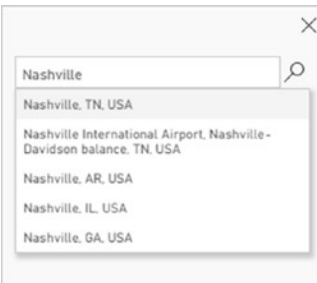 Nashville
Nashville, TN, USA
Nashville International Airport, Nashville-
Davidson balance, TN, USA
Nashville, AR, USA
Nashville, IL, USA
Nashville, GA, USA